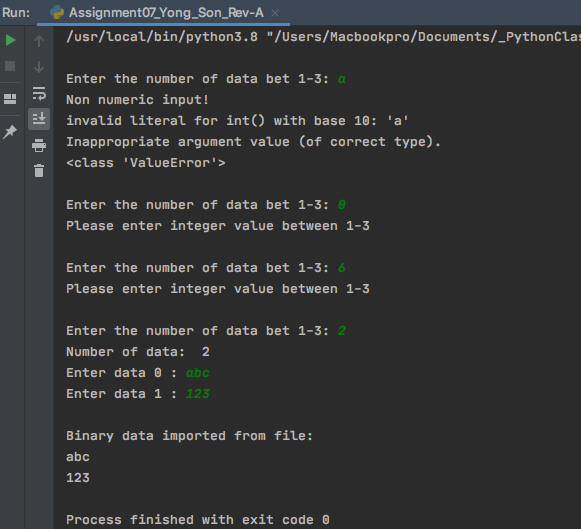 Run: Assignment07_Yong_Son_Rev-A
/usr/local/bin/python3.8 "/Users/Macbookpro/Documents/_PythonClas
Enter the number of data bet 1-3: a
Non numeric input!
invalid literal for int() with base 10: 'a'
Inappropriate argument value (of correct type).
<class 'ValueError'>
Enter the number of data bet 1-3: 0
Please enter integer value between 1-3
Enter the number of data bet 1-3: 6
Please enter integer value between 1-3
Enter the number of data bet 1-3: 2
Number of data:  2
Enter data 0 : abc
Enter data 1 : 123
Binary data imported from file:
abc
123
Process finished with exit code 0